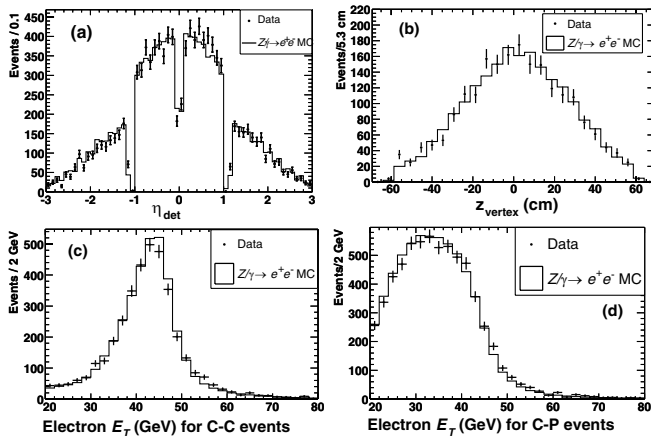 Events / 0.1
450
400
350
300
250
200
150
100
50
0
(a)
Data
Z/γ→e⁺e⁻ MC
-3 -2 -1 0 1 2 3
η_det
Events/5.3 cm
220
200
180
160
140
120
100
80
60
40
20
0
(b)
Data
Z/γ→ e⁺e⁻ MC
-60 -40 -20 0 20 40 60
z_vertex (cm)
Events / 2 GeV
500
400
300
200
100
0
(c)
Data
Z/γ→ e⁺e⁻ MC
20 30 40 50 60 70 80
Electron E_T (GeV) for C-C events
Events/2 GeV
500
400
300
200
100
0
Data
Z/γ→ e⁺e⁻ MC
(d)
20 30 40 50 60 70 80
Electron E_T (GeV) for C-P events